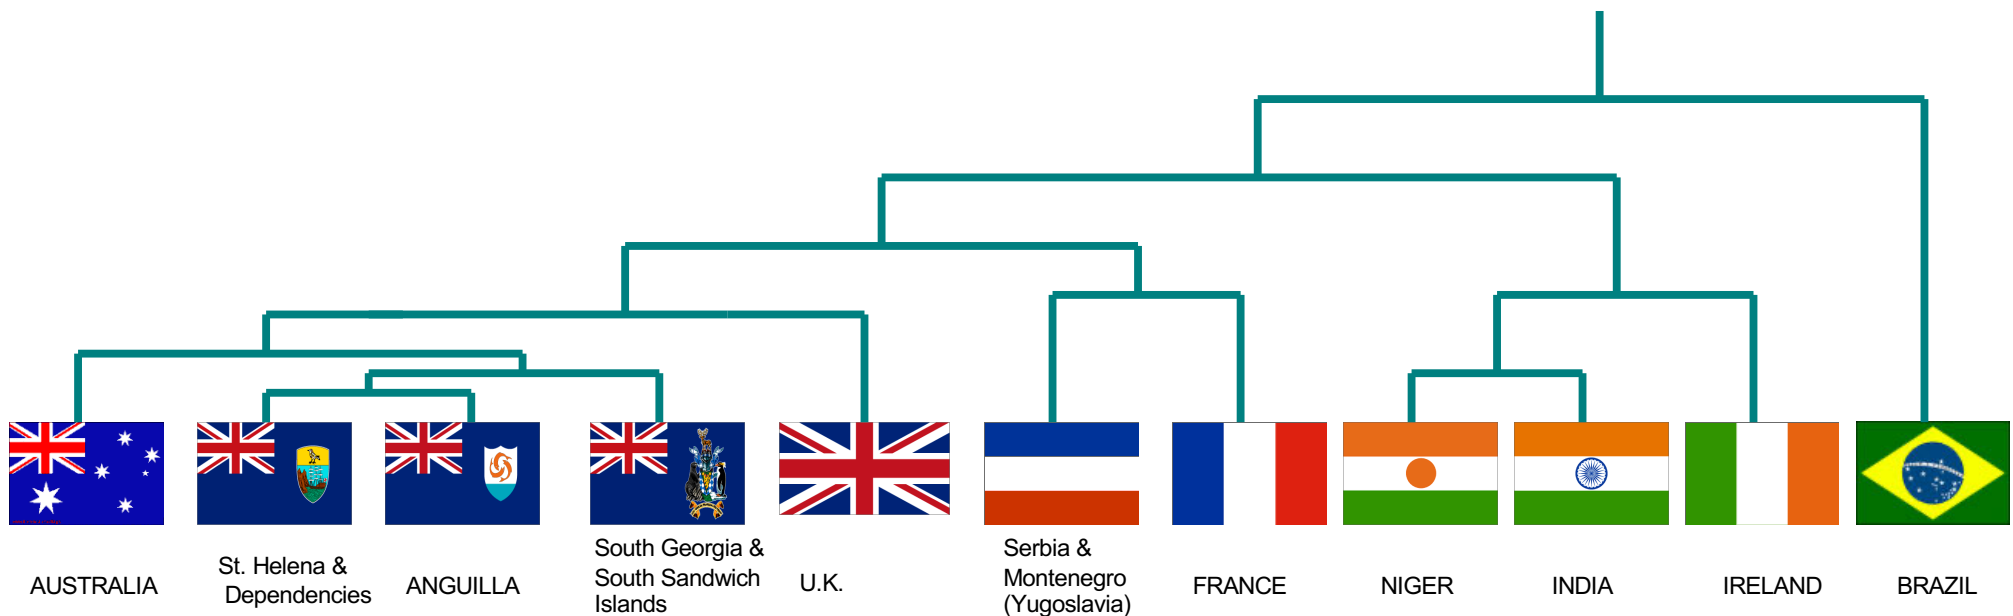 AUSTRALIA
St. Helena &
Dependencies
ANGUILLA
South Georgia &
South Sandwich
Islands
U.K.
Serbia &
Montenegro
(Yugoslavia)
FRANCE
NIGER
INDIA
IRELAND
BRAZIL